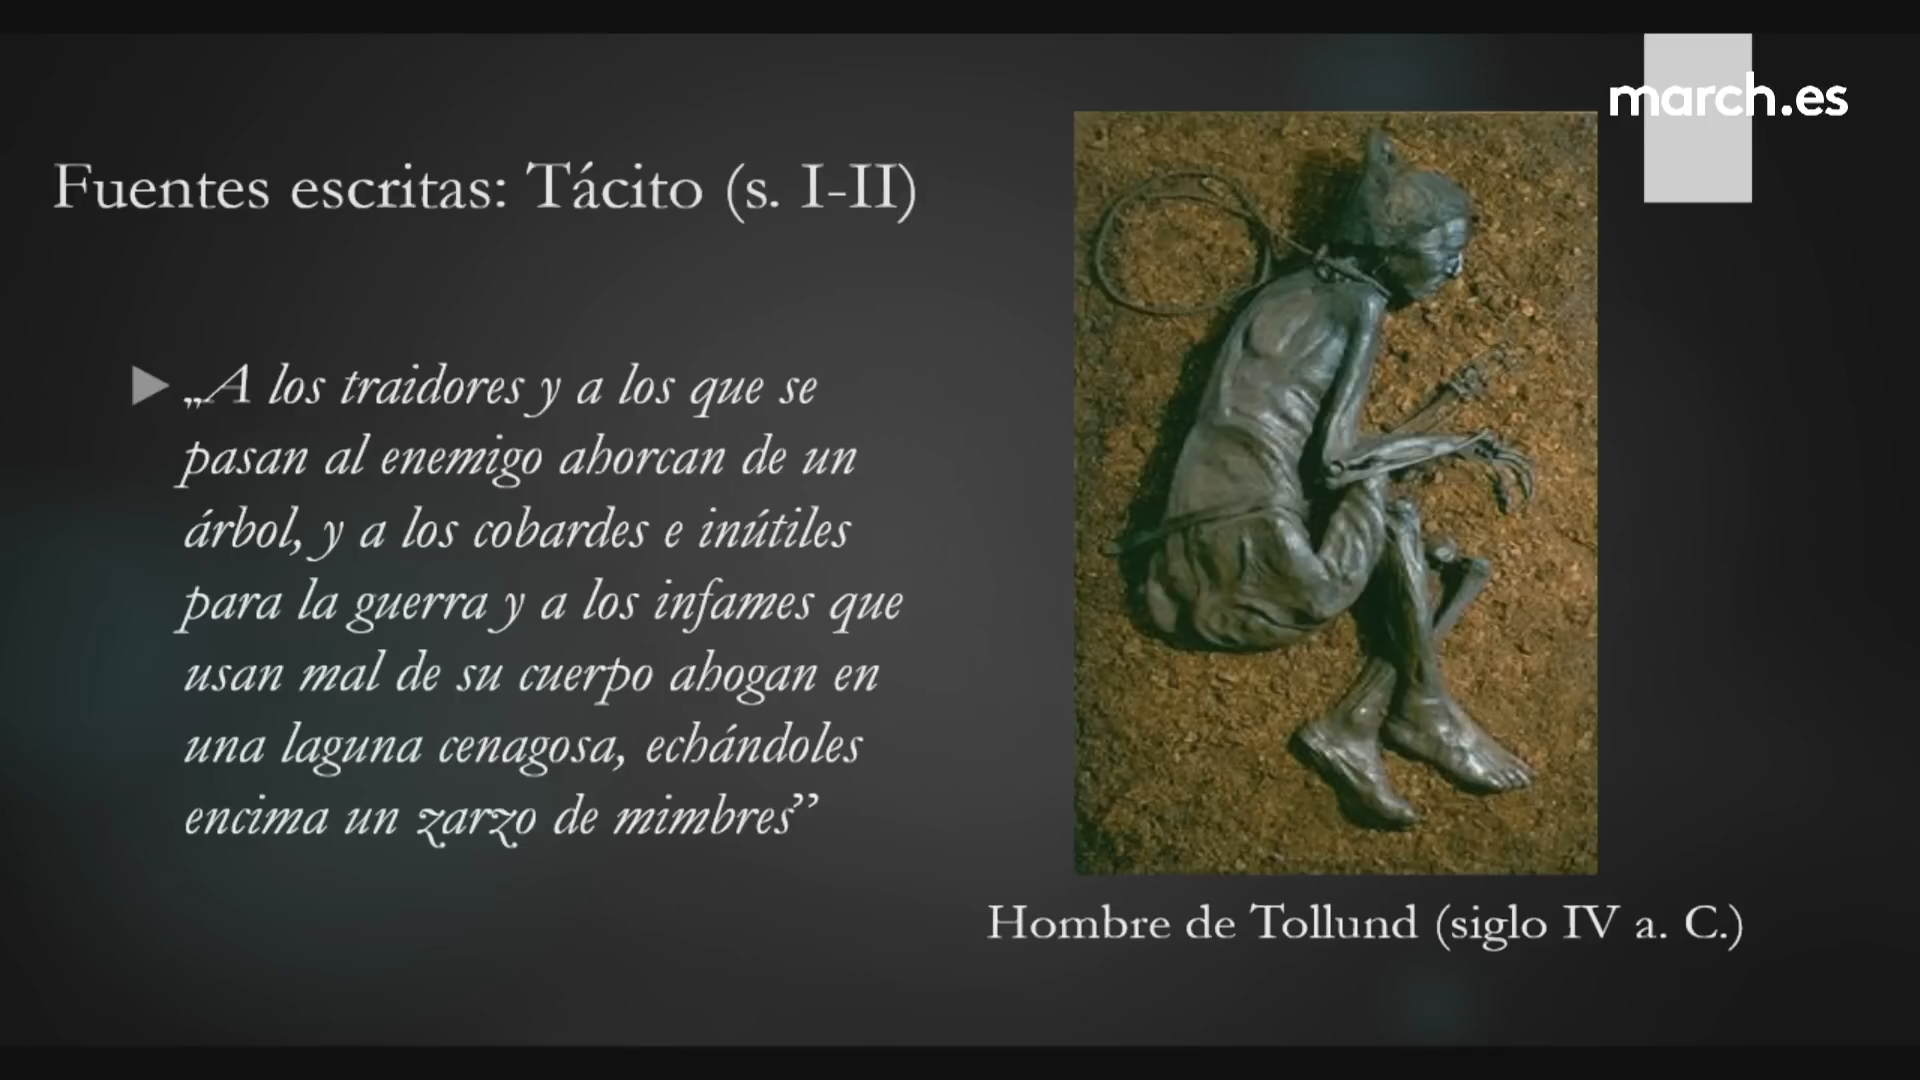 march.es
Fuentes escritas: Tácito (s. I-II)
„A los traidores y a los que se
pasan al enemigo ahorcan de un
árbol, y a los cobardes e inútiles
para la guerra y a los infames que
usan mal de su cuerpo ahogan en
una laguna cenagosa, echándoles
encima un zarzo de mimbres”
Hombre de Tollund (siglo IV a. C.)